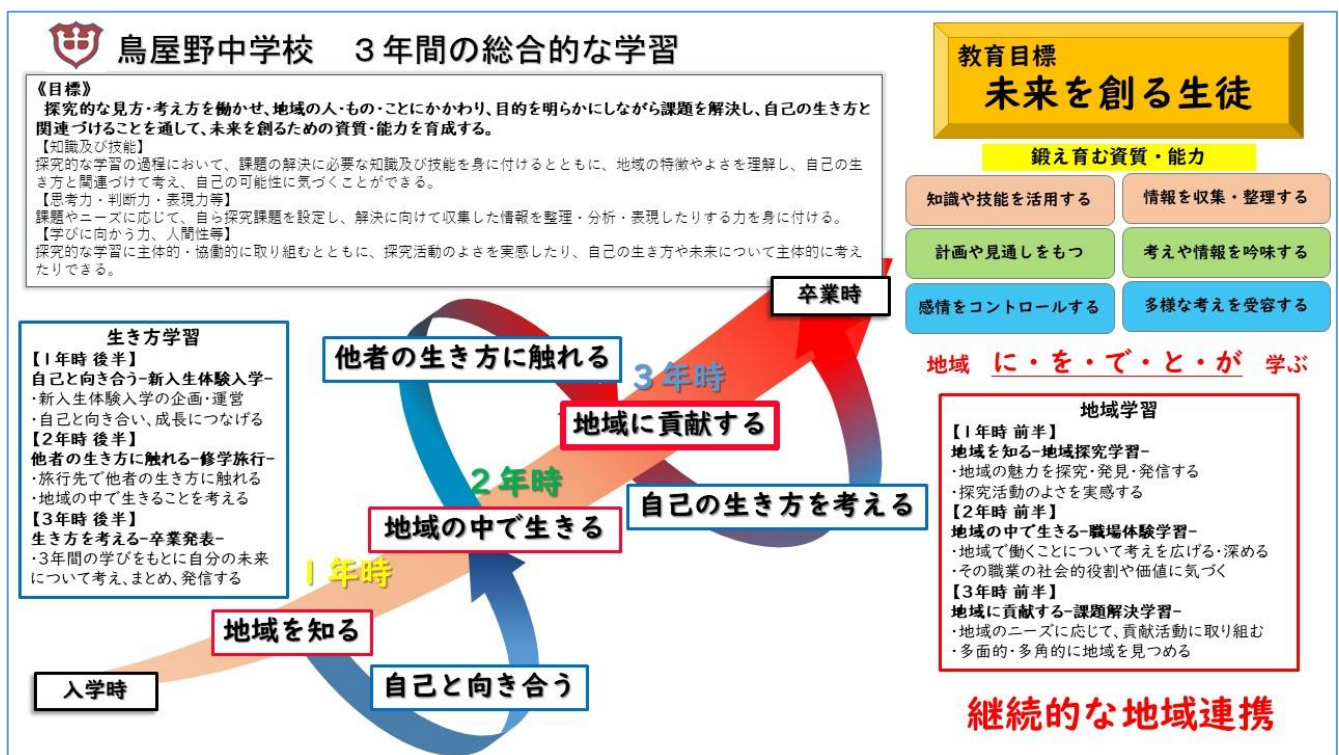 鳥屋野中学校　３年間の総合的な学習
《目標》
探究的な見方・考え方を働かせ、地域の人・もの・ことにかかわり、目的を明らかにしながら課題を解決し、自己の生き方と
関連づけることを通して、未来を創るための資質・能力を育成する。
【知識及び技能】
探究的な学習の過程において、課題の解決に必要な知識及び技能を身に付けるとともに、地域の特徴やよさを理解し、自己の生
き方と関連づけて考え、自己の可能性に気づくことができる。
【思考力・判断力・表現力等】
課題やニーズに応じて、自ら探究課題を設定し、解決に向けて収集した情報を整理・分析・表現したりする力を身に付ける。
【学びに向かう力、人間性等】
探究的な学習に主体的・協働的に取り組むとともに、探究活動のよさを実感したり、自己の生き方や未来について主体的に考え
たりできる。
教育目標
未来を創る生徒
鍛え育む資質・能力
知識や技能を活用する
情報を収集・整理する
計画や見通しをもつ
考えや情報を吟味する
感情をコントロールする
多様な考えを受容する
地域　に・を・で・と・が　学ぶ
生き方学習
【１年時 後半】
自己と向き合う-新入生体験入学-
・新入生体験入学の企画・運営
・自己と向き合い、成長につなげる
【２年時 後半】
他者の生き方に触れる-修学旅行-
・旅行先で他者の生き方に触れる
・地域の中で生きることを考える
【３年時 後半】
生き方を考える-卒業発表-
・３年間の学びをもとに自分の未来
について考え、まとめ、発信する
卒業時
他者の生き方に触れる
３年時
地域に貢献する
２年時
自己の生き方を考える
地域の中で生きる
１年時
地域を知る
自己と向き合う
入学時
地域学習
【１年時 前半】
地域を知る-地域探究学習-
・地域の魅力を探究・発見・発信する
・探究活動のよさを実感する
【２年時 前半】
地域の中で生きる-職場体験学習-
・地域で働くことについて考えを広げる・深める
・その職業の社会的役割や価値に気づく
【３年時 前半】
地域に貢献する-課題解決学習-
・地域のニーズに応じて、貢献活動に取り組む
・多面的・多角的に地域を見つめる
継続的な地域連携